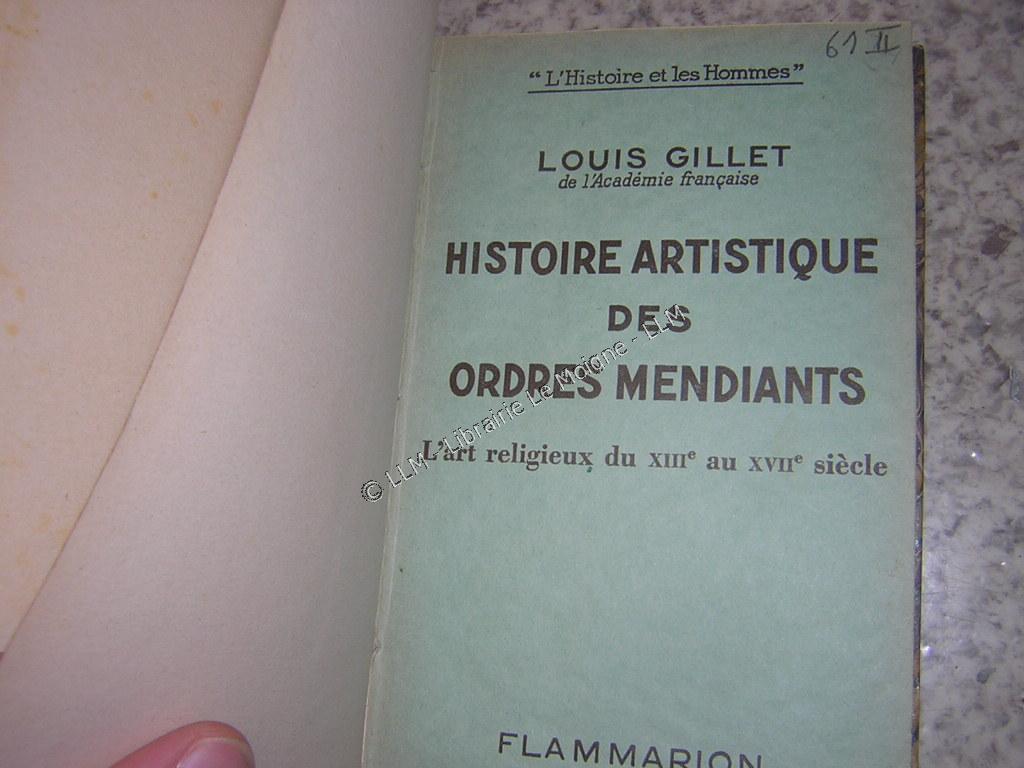 61 II
"L'Histoire et les Hommes"
LOUIS GILLET
de l'Académie française
HISTOIRE ARTISTIQUE
DES
ORDRES MENDIANTS
L'art religieux du XIIIe au XVIIe siècle
© LLM - Librairie Le Moigne - LLM
FLAMMARION